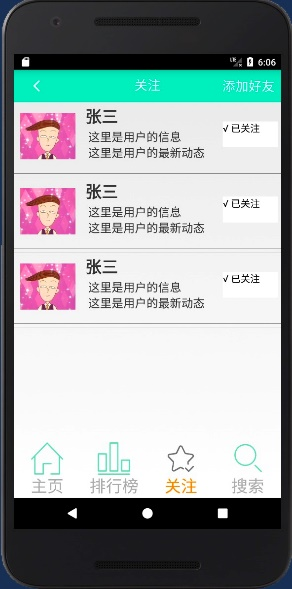 6:06
关注 添加好友
张三
这里是用户的信息
这里是用户的最新动态
√ 已关注
张三
这里是用户的信息
这里是用户的最新动态
√ 已关注
张三
这里是用户的信息
这里是用户的最新动态
√ 已关注
主页 排行榜 关注 搜索